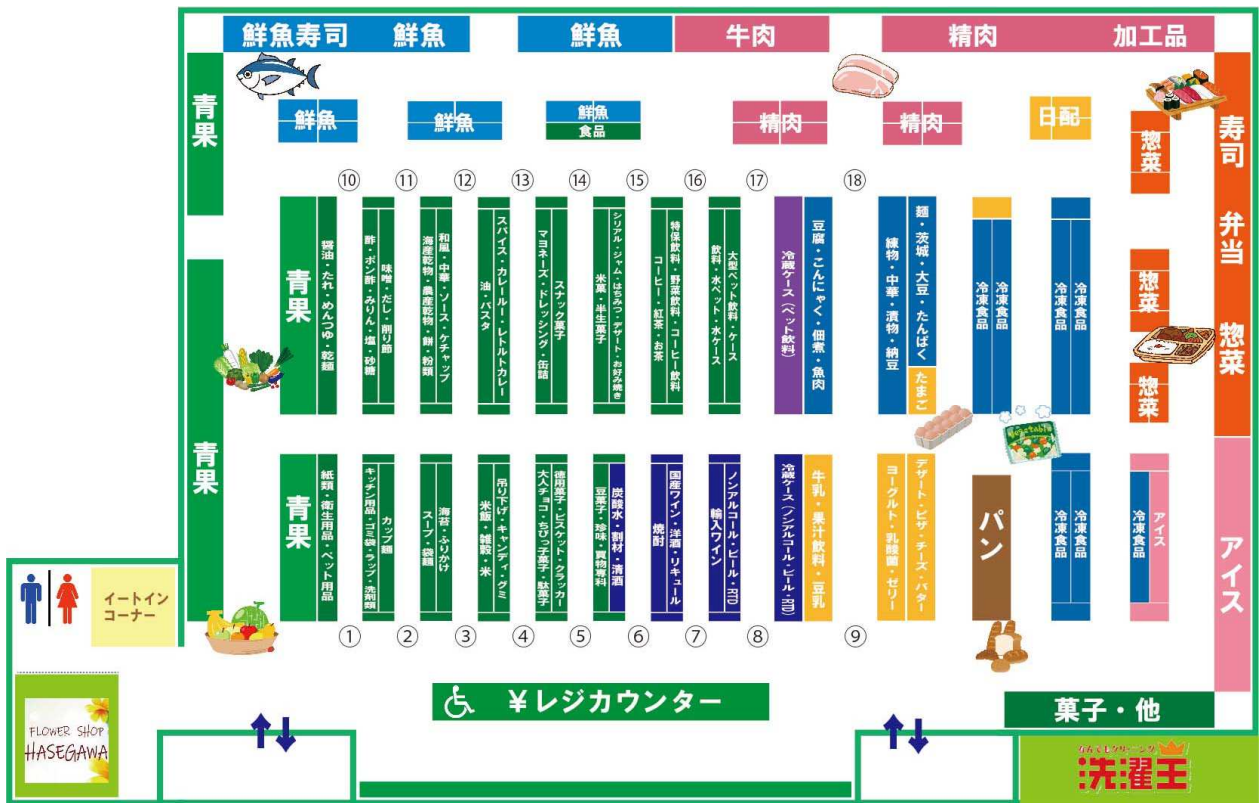 鮮魚寿司
鮮魚
鮮魚
牛肉
精肉
加工品
青果
鮮魚
鮮魚
鮮魚
食品
精肉
精肉
日配
惣菜
寿司
弁当
惣菜
⑩
⑪
⑫
⑬
⑭
⑮
⑯
⑰
⑱
青果
青果
醤油・たれ・めんつゆ・乾麺
酢・ポン酢・みりん・塩・砂糖
味噌・だし・削り節
海産乾物・農産乾物・餅・粉類
和風・中華・ソース・ケチャップ
油・パスタ
スパイス・カレールー・レトルトカレー
マヨネーズ・ドレッシング・缶詰
スナック菓子
米菓・半生菓子
シリアル・ジャム・はちみつ・デザート・お好み焼き
コーヒー・紅茶・お茶
特保飲料・野菜飲料・コーヒー飲料
飲料・水ペット・水ケース
大型ペット飲料・ケース
冷蔵ケース（ペット飲料）
豆腐・こんにゃく・佃煮・魚肉
練物・中華・漬物・納豆
麺・茨城・大豆・たんぱく
たまご
冷凍食品
冷凍食品
冷凍食品
冷凍食品
惣菜
惣菜
青果
紙類・衛生用品・ペット用品
キッチン用品・ゴミ袋・ラップ・洗剤類
カップ麺
スープ・袋麺
海苔・ふりかけ
米飯・雑穀・米
吊り下げ・キャンディ・グミ
大人チョコ・ちびっ子菓子・駄菓子
徳用菓子・ビスケット・クラッカー
豆菓子・珍味・貰物専科
炭酸水・割材・清酒
焼酎
国産ワイン・洋酒・リキュール
輸入ワイン
ノンアルコール・ビール・RTD
冷蔵ケース（ノンアルコール・ビール・RTD）
牛乳・果汁飲料・豆乳
ヨーグルト・乳酸菌・ゼリー
デザート・ピザ・チーズ・バター
パン
冷凍食品
冷凍食品
冷凍食品
アイス
アイス
①
②
③
④
⑤
⑥
⑦
⑧
⑨
イートイン
コーナー
¥レジカウンター
菓子・他
FLOWER SHOP
HASEGAWA
なんでもクリーニング
洗濯王